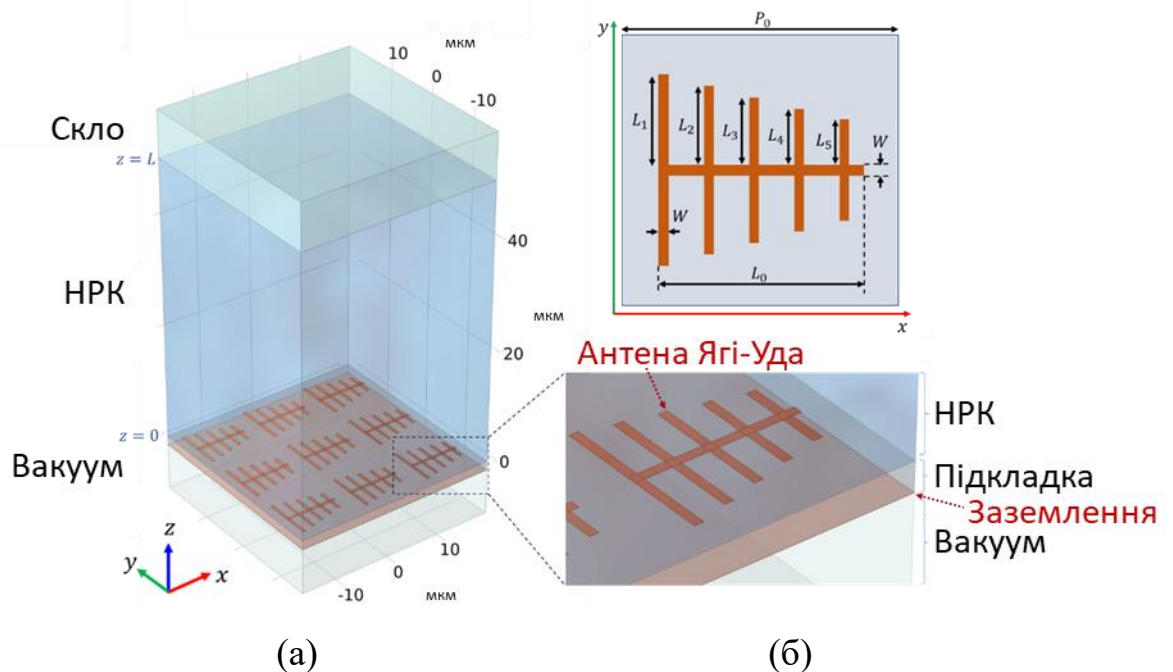 мкм
10
0
-10
Скло
z = L
НРК
40
мкм
20
z = 0
Вакуум
0
z
y
x
10
0
-10
мкм
(а)
y
P₀
L₁
L₂
L₃
L₄
L₅
W
W
L₀
x
Антена Ягі-Уда
НРК
Підкладка
Заземлення
Вакуум
(б)